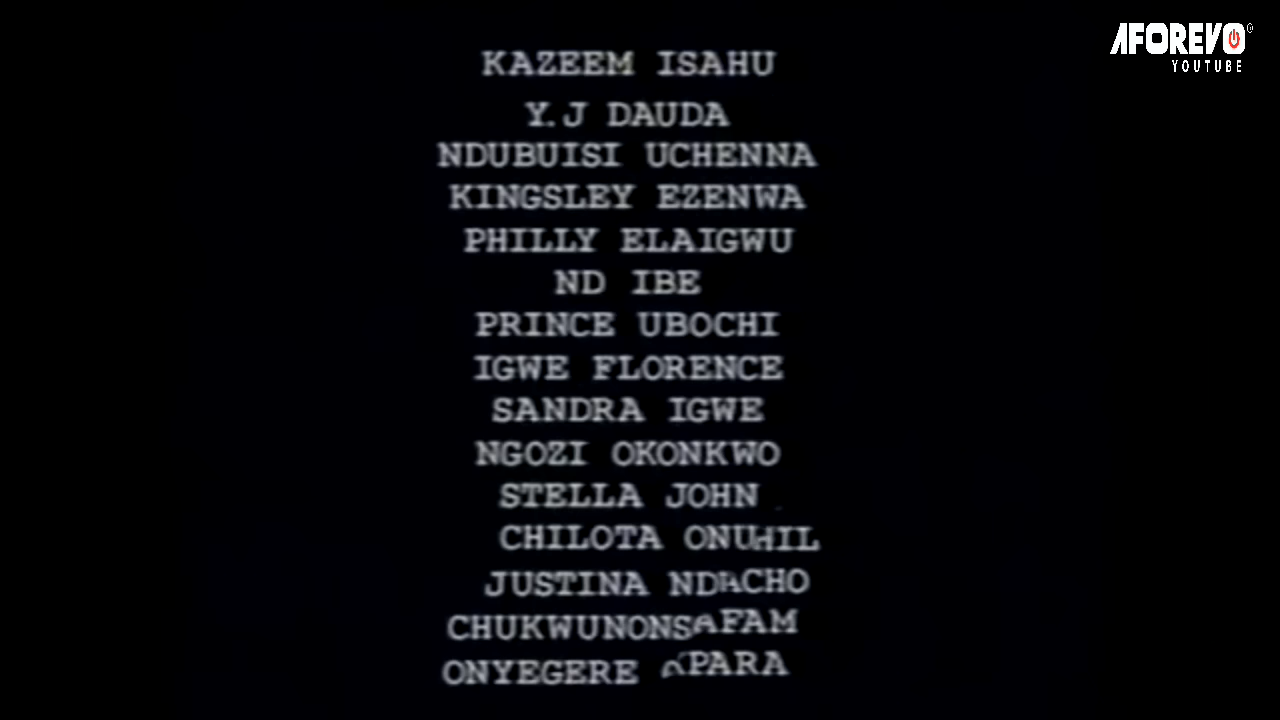 AFOREVO
YOUTUBE
KAZEEM ISAHU
Y.J DAUDA
NDUBUISI UCHENNA
KINGSLEY EZENWA
PHILLY ELAIGWU
ND IBE
PRINCE UBOCHI
IGWE FLORENCE
SANDRA IGWE
NGOZI OKONKWO
STELLA JOHN
CHILOTA
JUSTINA
ONYEGERE